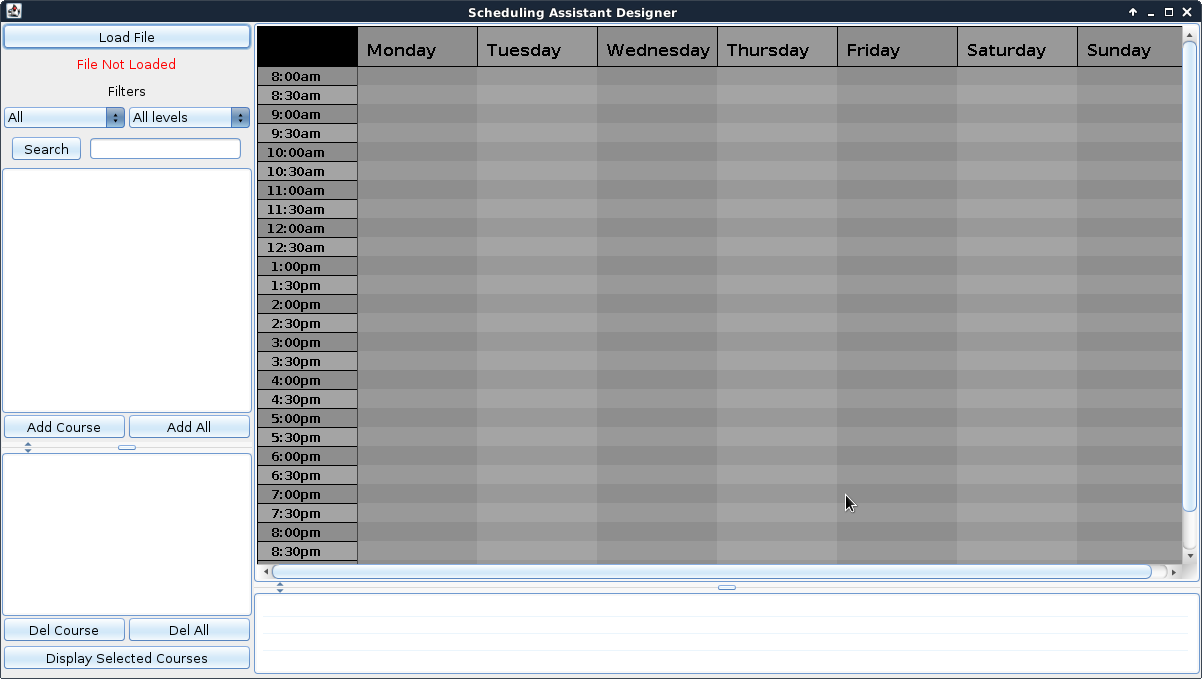 Scheduling Assistant Designer
Load File
File Not Loaded
Filters
All All levels
Search
Add Course Add All
Del Course Del All
Display Selected Courses
Monday Tuesday Wednesday Thursday Friday Saturday Sunday
8:00am
8:30am
9:00am
9:30am
10:00am
10:30am
11:00am
11:30am
12:00am
12:30am
1:00pm
1:30pm
2:00pm
2:30pm
3:00pm
3:30pm
4:00pm
4:30pm
5:00pm
5:30pm
6:00pm
6:30pm
7:00pm
7:30pm
8:00pm
8:30pm